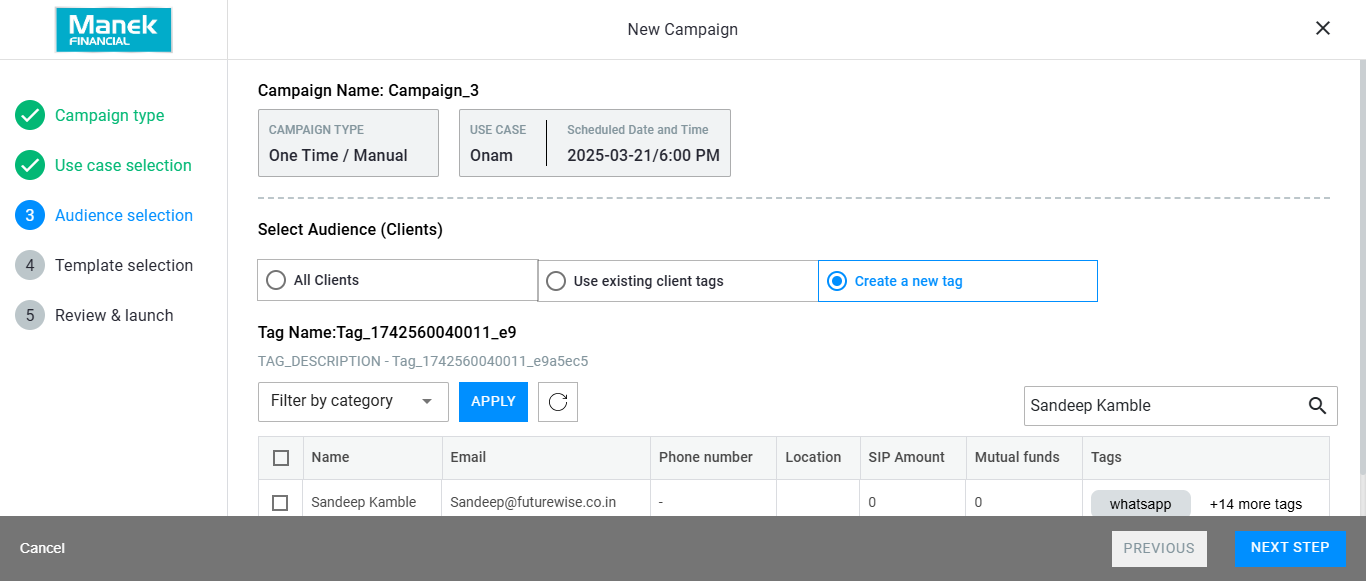 Manek
FINANCIAL
New Campaign
Campaign type
Use case selection
3 Audience selection
4 Template selection
5 Review & launch
Campaign Name: Campaign_3
CAMPAIGN TYPE
One Time / Manual
USE CASE
Onam
Scheduled Date and Time
2025-03-21/6:00 PM
Select Audience (Clients)
All Clients
Use existing client tags
Create a new tag
Tag Name:Tag_1742560040011_e9
TAG_DESCRIPTION - Tag_1742560040011_e9a5ec5
Filter by category
APPLY
Sandeep Kamble
Name Email Phone number Location SIP Amount Mutual funds Tags
Sandeep Kamble Sandeep@futurewise.co.in - 0 0 whatsapp +14 more tags
Cancel
PREVIOUS
NEXT STEP